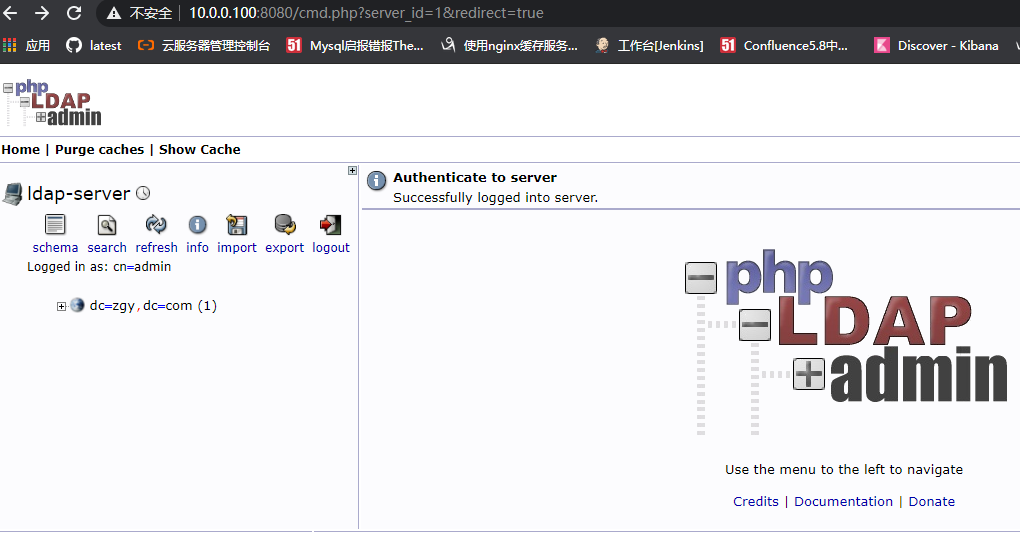 不安全 10.0.0.100:8080/cmd.php?server_id=1&redirect=true
应用 latest 云服务器管理控制台 51 Mysql启报错报The... 使用nginx缓存服务... 工作台[Jenkins] 51 Confluence5.8中... Discover - Kibana
php
LDAP
admin
Home | Purge caches | Show Cache
ldap-server
schema search refresh info import export logout
Logged in as: cn=admin
dc=zgy,dc=com (1)
Authenticate to server
Successfully logged into server.
php
LDAP
admin
Use the menu to the left to navigate
Credits | Documentation | Donate